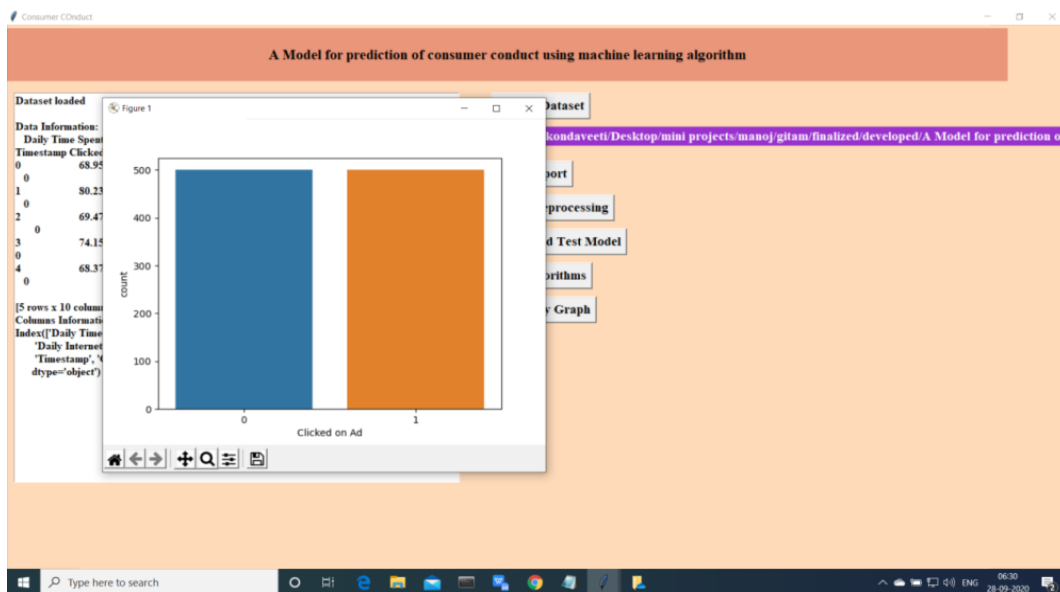 Consumer COnduct
A Model for prediction of consumer conduct using machine learning algorithm
Dataset loaded
Data Information:
Daily Time Spent
Timestamp Clicked
0 68.95
0
1 80.23
0
2 69.47
0
3 74.15
0
4 68.37
0
[5 rows x 10 colum
Columns Informati
Index(['Daily Time
'Daily Internet
'Timestamp', '
dtype='object')
Figure 1
500
400
300
200
100
0
count
0 1
Clicked on Ad
Dataset
kondaveeti/Desktop/mini projects/manoj/gitam/finalized/developed/A Model for prediction o
port
eprocessing
d Test Model
orithms
y Graph
Type here to search
ENG
06:30
28-09-2020
2